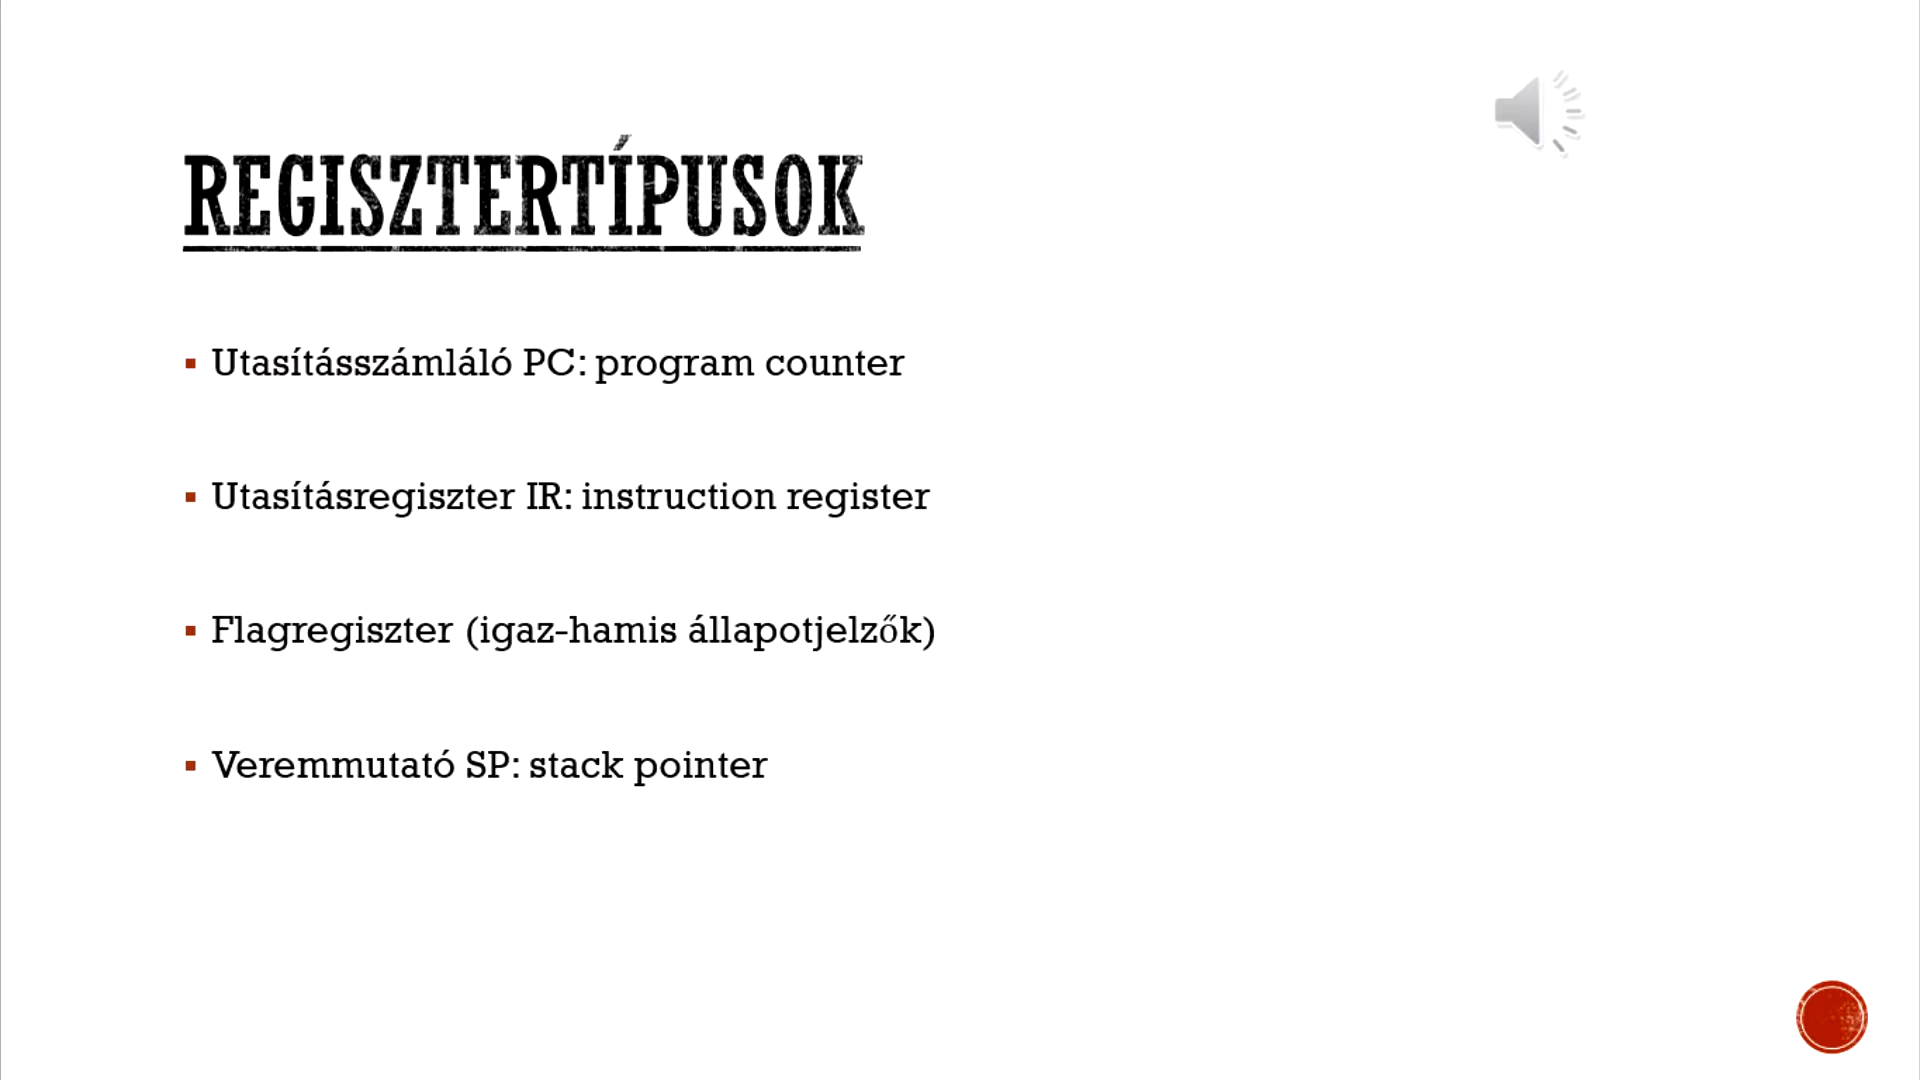 REGISZTERTÍPUSOK
▪ Utasításszámláló PC: program counter
▪ Utasításregiszter IR: instruction register
▪ Flagregiszter (igaz-hamis állapotjelzők)
▪ Veremmutató SP: stack pointer